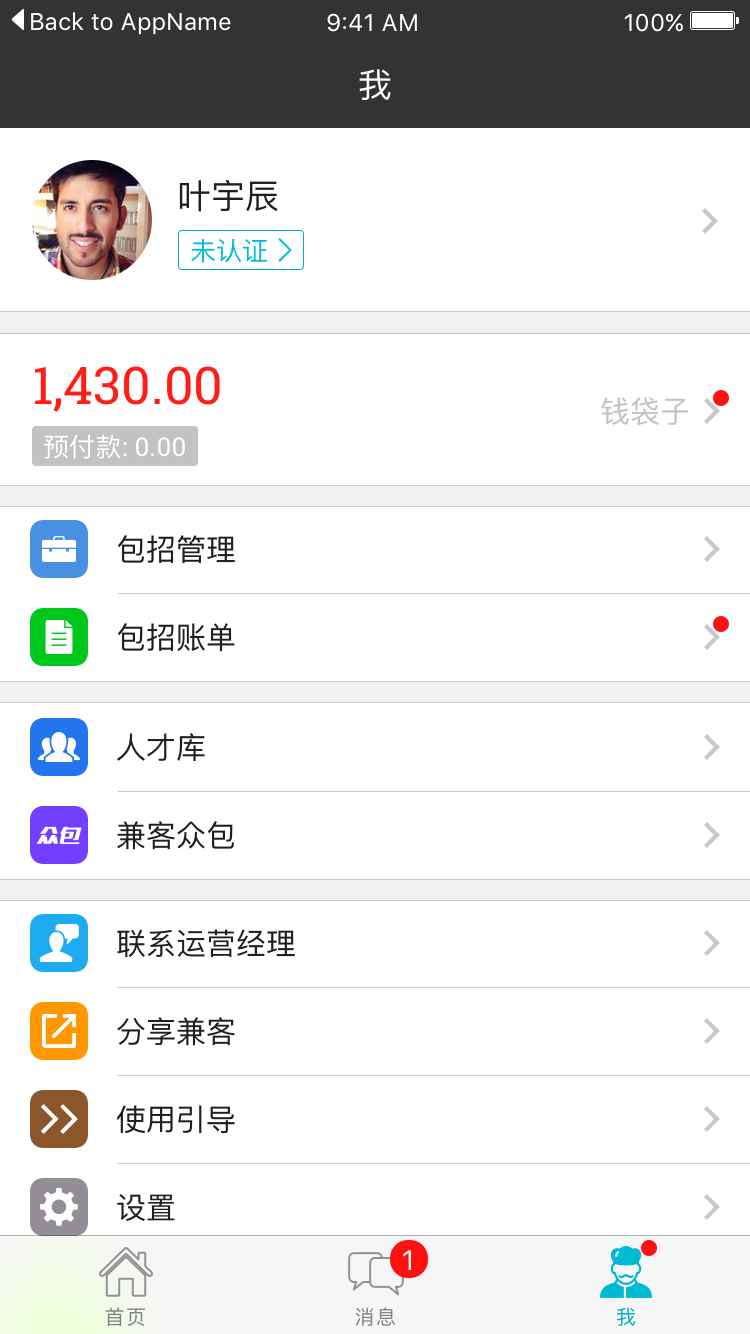 Back to AppName
9:41 AM
100%
我
叶宇辰
未认证
1,430.00
钱袋子
预付款: 0.00
包招管理
包招账单
人才库
众包
兼客众包
联系运营经理
分享兼客
使用引导
设置
1
首页
消息
我